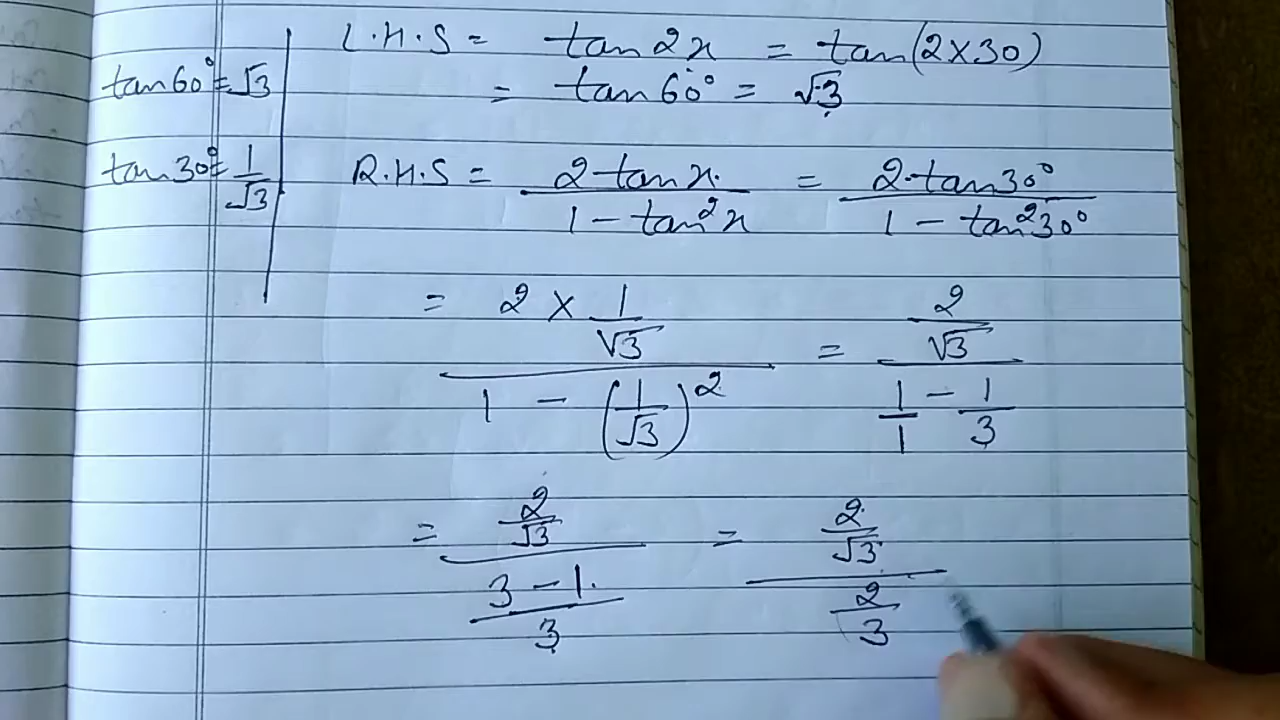 L.H.S = tan2x = tan(2×30)
tan60°=√3
= tan60° = √3
tan30°= 1/√3
R.H.S = 2tanx / 1 - tan²x = 2.tan30° / 1 - tan²30°
= 2 × 1/√3 / 1 - (1/√3)² = 2/√3 / 1/1 - 1/3
= 2/√3 / 3-1/3 = 2/√3 / 2/3